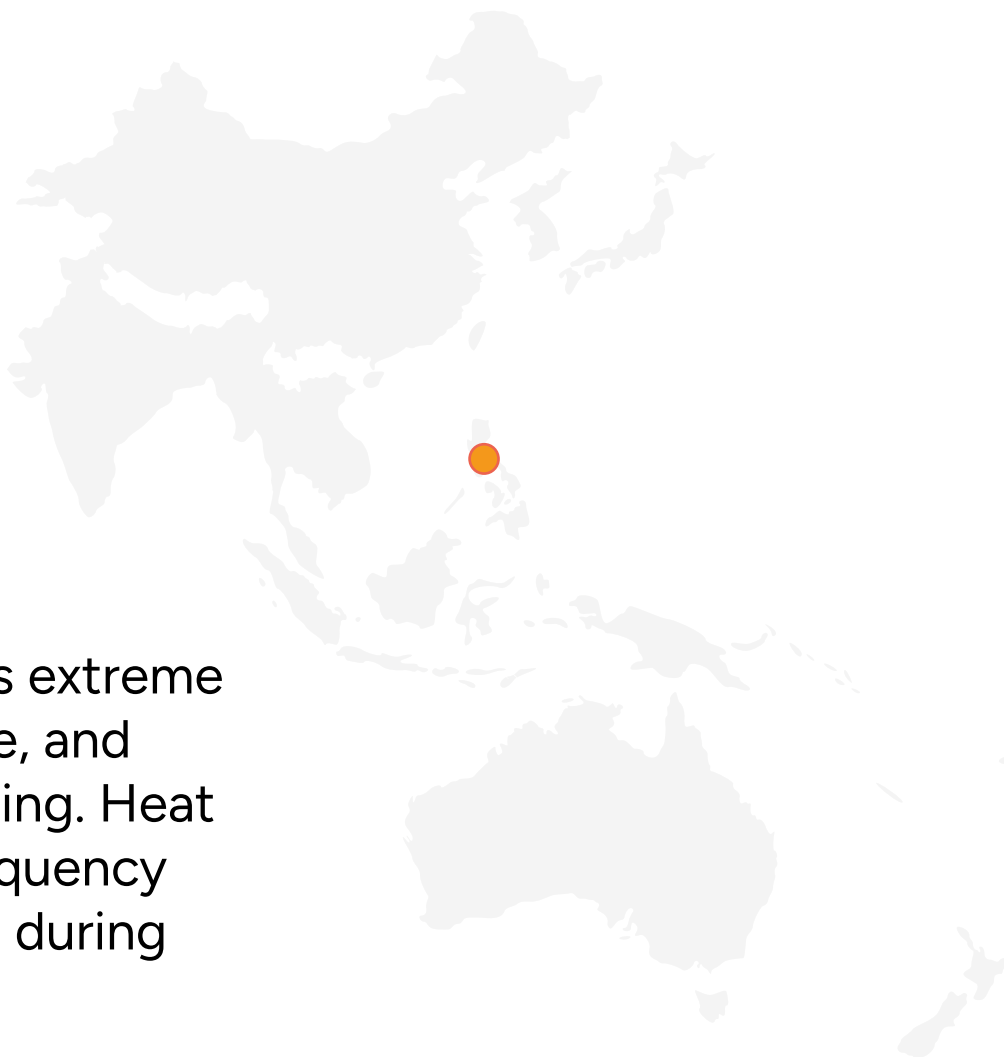 s extreme
e, and
ing. Heat
quency
during